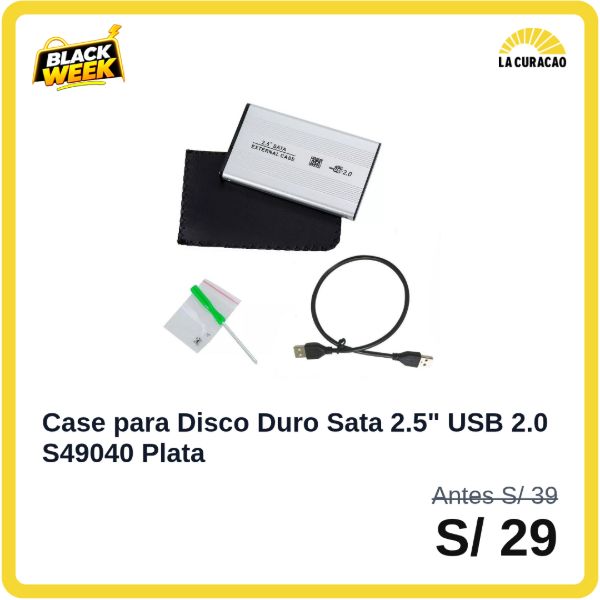 BLACK
WEEK
LA CURACAO
2.5" SATA
EXTERNAL CASE
2.0
Case para Disco Duro Sata 2.5" USB 2.0
S49040 Plata
Antes S/ 39
S/ 29